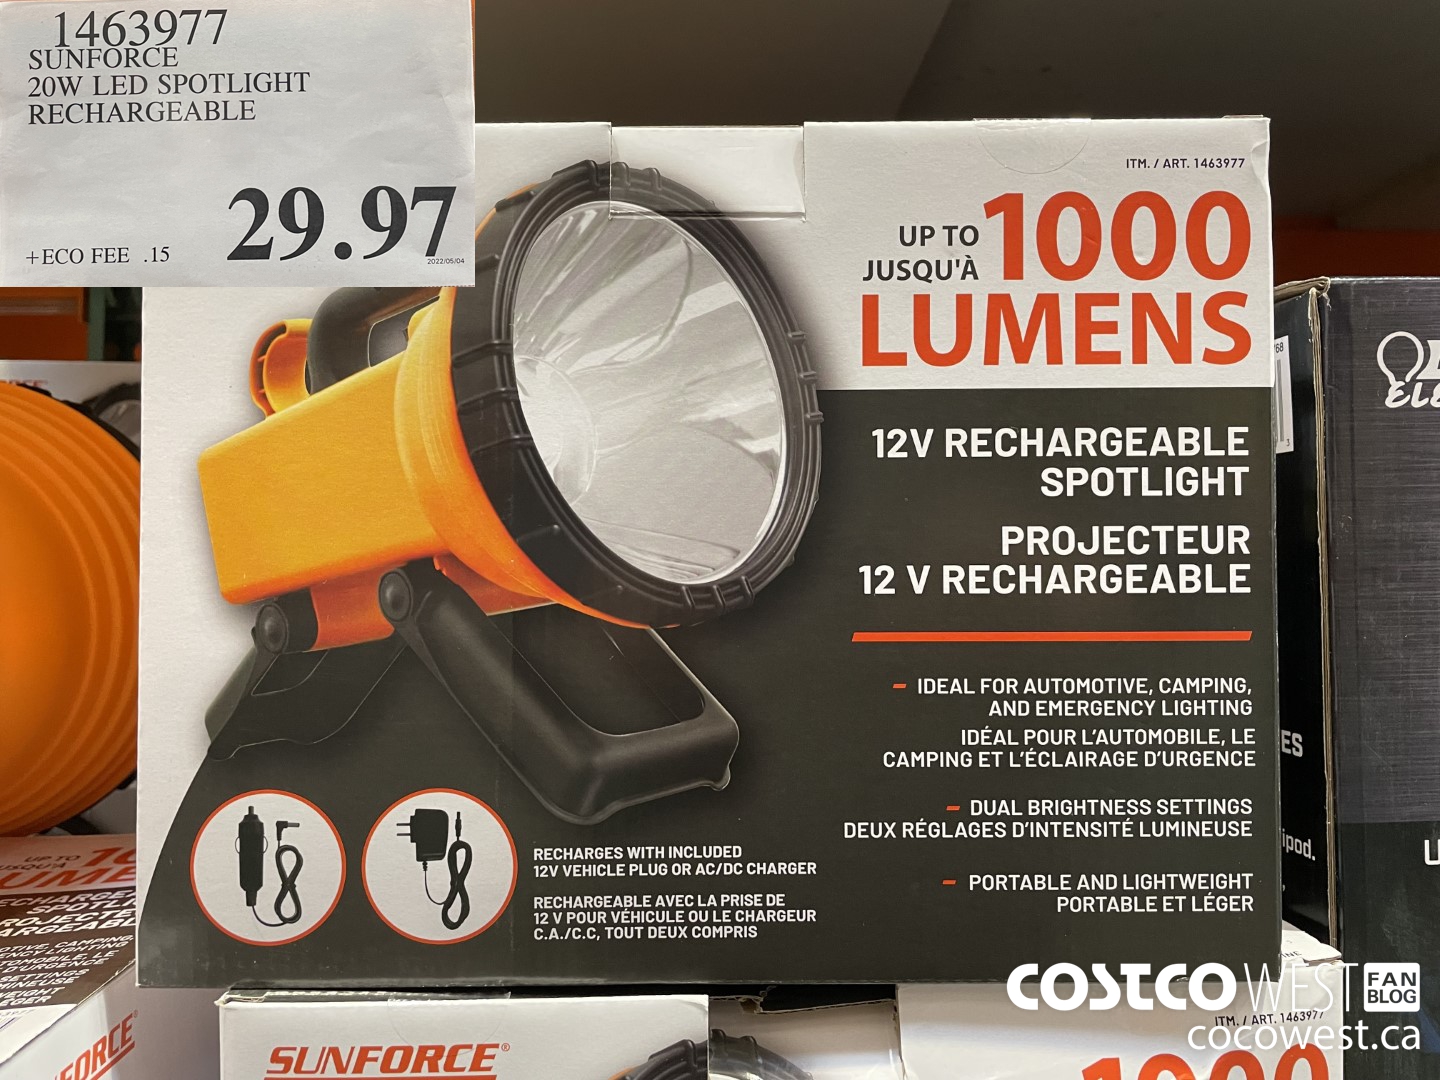 1463977
SUNFORCE
20W LED SPOTLIGHT
RECHARGEABLE
29.97
+ECO FEE .15
2022/05/04
ITM. / ART. 1463977
UP TO
JUSQU'À
1000
LUMENS
12V RECHARGEABLE
SPOTLIGHT
PROJECTEUR
12 V RECHARGEABLE
– IDEAL FOR AUTOMOTIVE, CAMPING,
AND EMERGENCY LIGHTING
IDÉAL POUR L'AUTOMOBILE, LE
CAMPING ET L'ÉCLAIRAGE D'URGENCE
– DUAL BRIGHTNESS SETTINGS
DEUX RÉGLAGES D'INTENSITÉ LUMINEUSE
– PORTABLE AND LIGHTWEIGHT
PORTABLE ET LÉGER
RECHARGES WITH INCLUDED
12V VEHICLE PLUG OR AC/DC CHARGER
RECHARGEABLE AVEC LA PRISE DE
12 V POUR VÉHICULE OU LE CHARGEUR
C.A./C.C, TOUT DEUX COMPRIS
SUNFORCE®
ITM. / ART. 1463977
1000
COSTCO WEST FAN BLOG
cocowest.ca